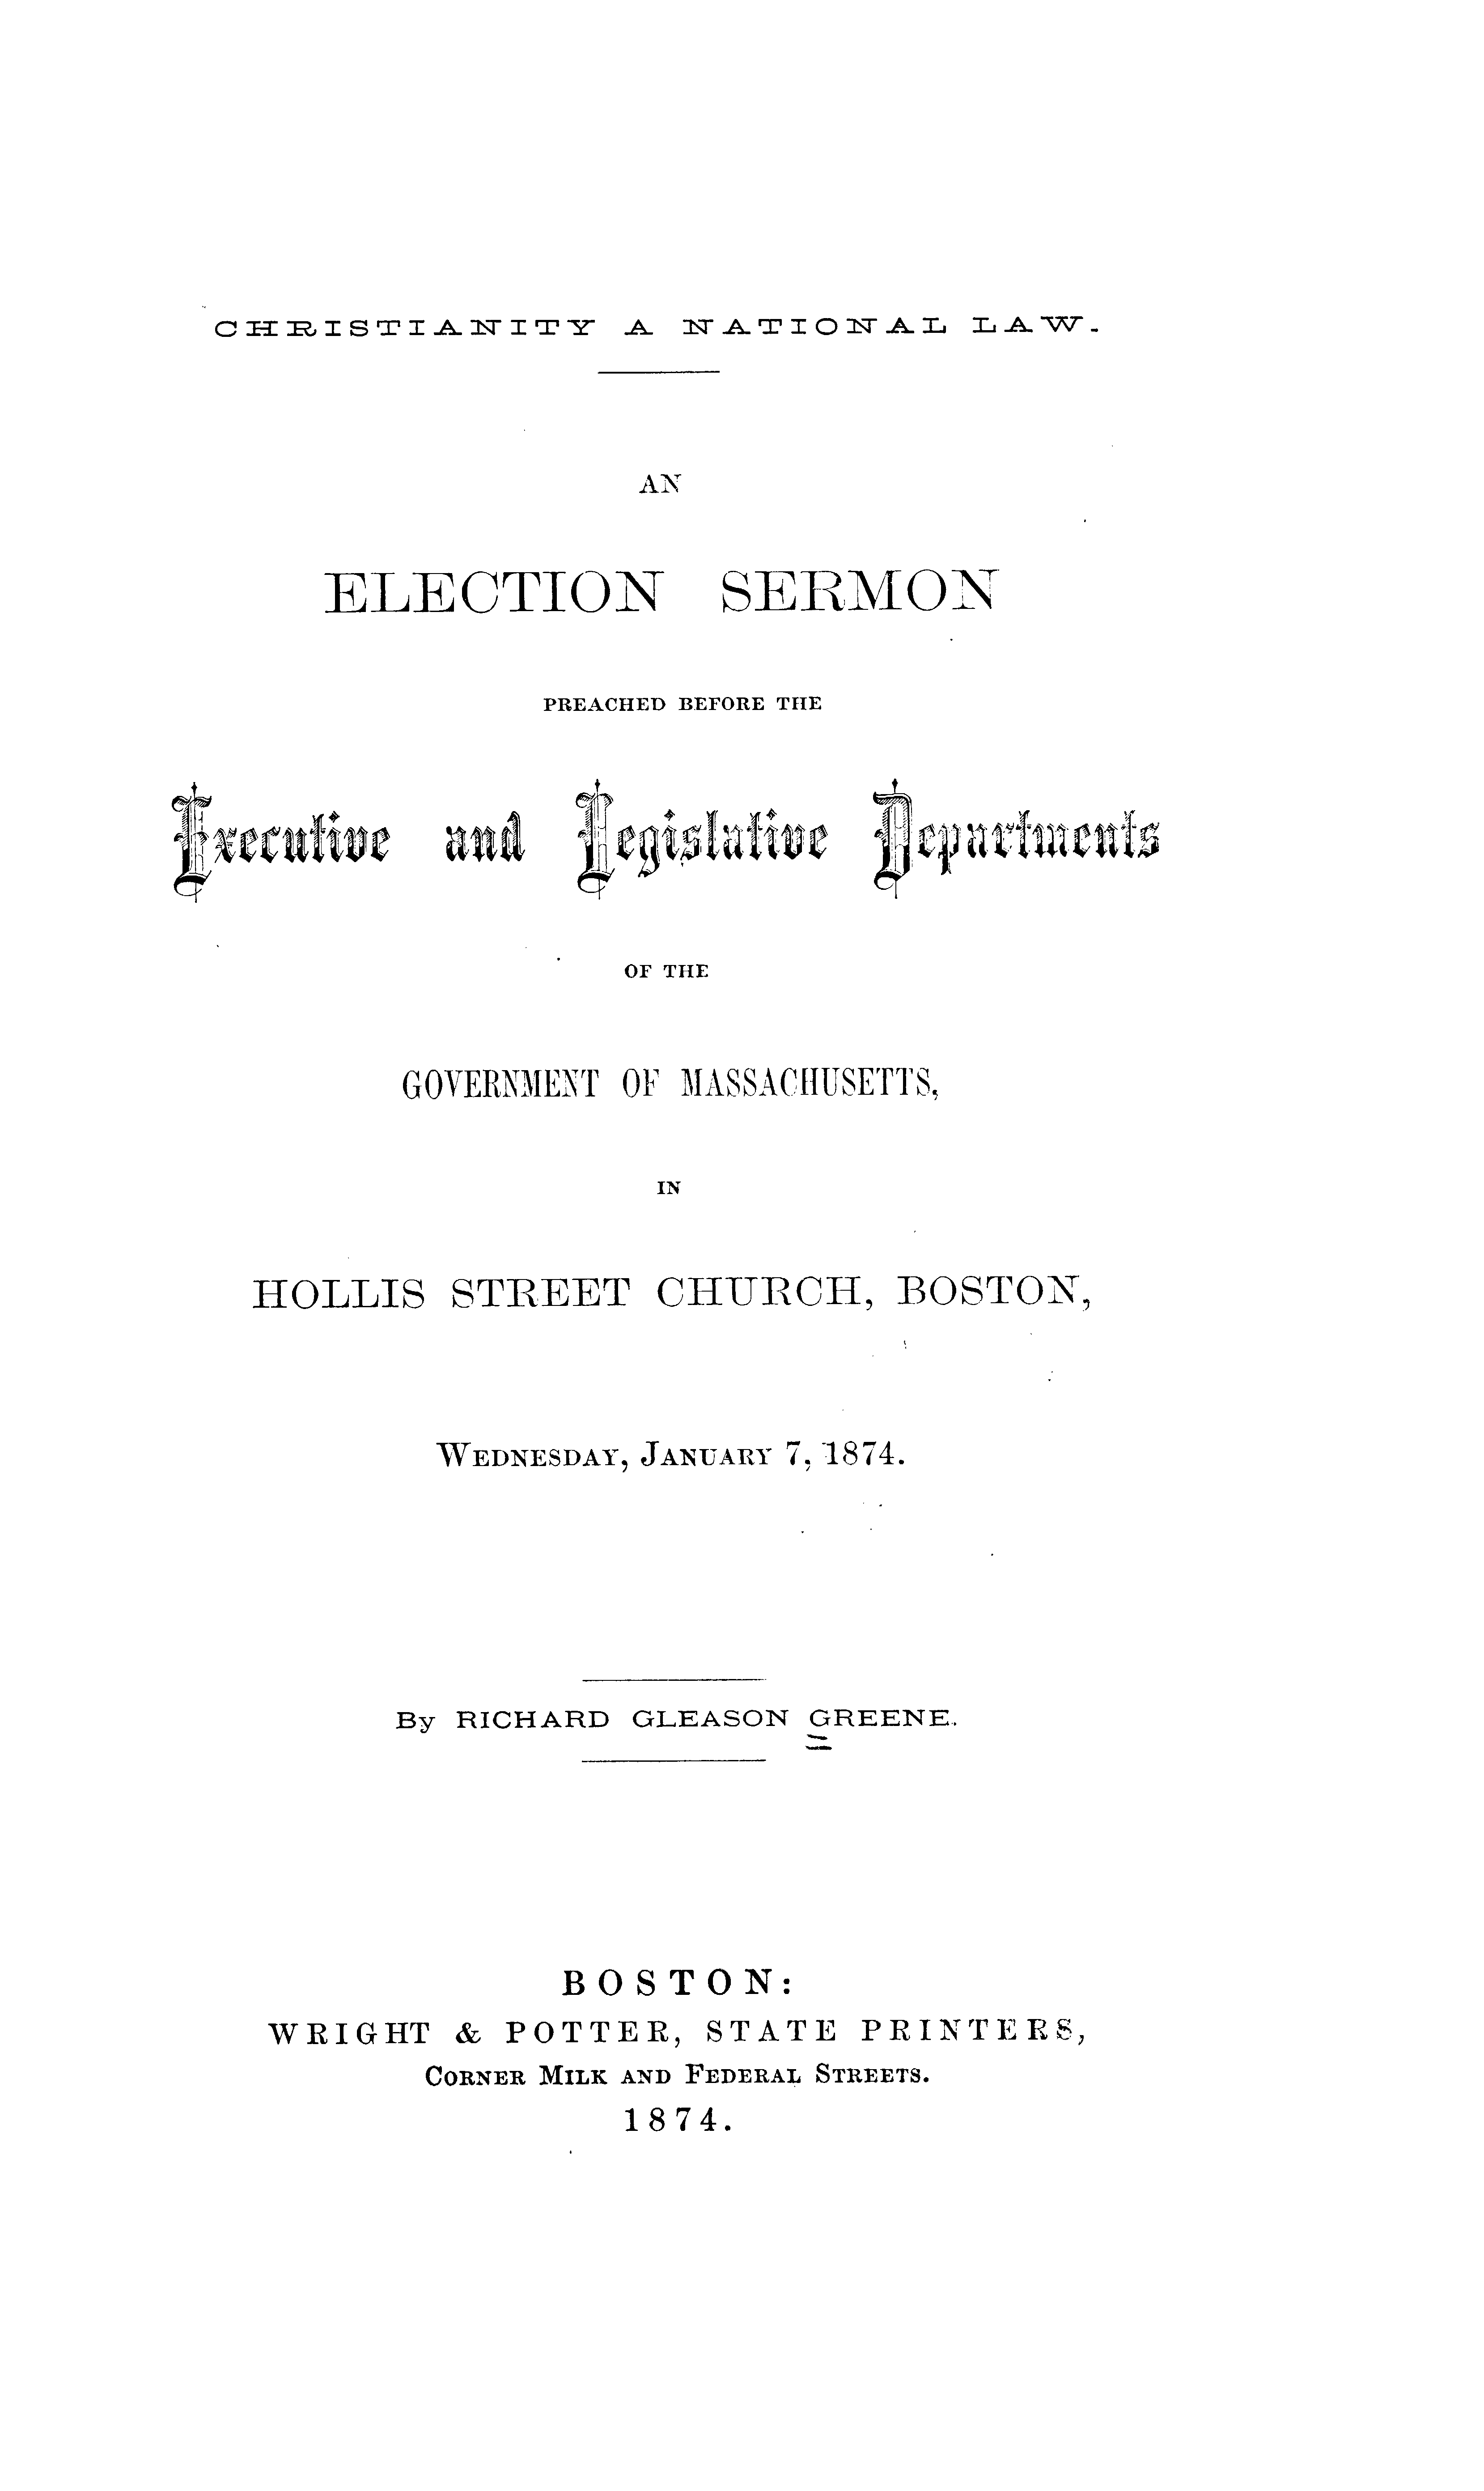 CHRISTIANITY A NATIONAL LAW.
AN
ELECTION SERMON
PREACHED BEFORE THE
Executive and Legislative Departments
OF THE
GOVERNMENT OF MASSACHUSETTS,
IN
HOLLIS STREET CHURCH, BOSTON,
WEDNESDAY, JANUARY 7, 1874.
By RICHARD GLEASON GREENE.
BOSTON:
WRIGHT & POTTER, STATE PRINTERS,
CORNER MILK AND FEDERAL STREETS.
1874.